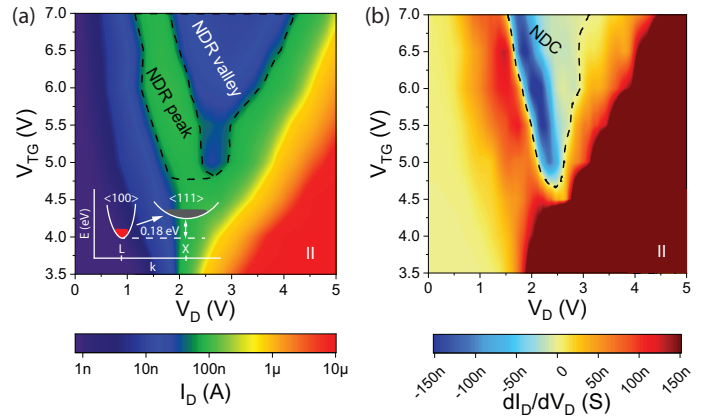 (a)
7.0
6.5
6.0
5.5
5.0
4.5
4.0
3.5
V_TG (V)
NDR peak
NDR valley
<100>
<111>
0.18 eV
E (eV)
L
X
k
II
0 1 2 3 4 5
V_D (V)
1n 10n 100n 1µ 10µ
I_D (A)
(b)
7.0
6.5
6.0
5.5
5.0
4.5
4.0
3.5
V_TG (V)
NDC
II
0 1 2 3 4 5
V_D (V)
-150n -100n -50n 0 50n 100n 150n
dI_D/dV_D (S)